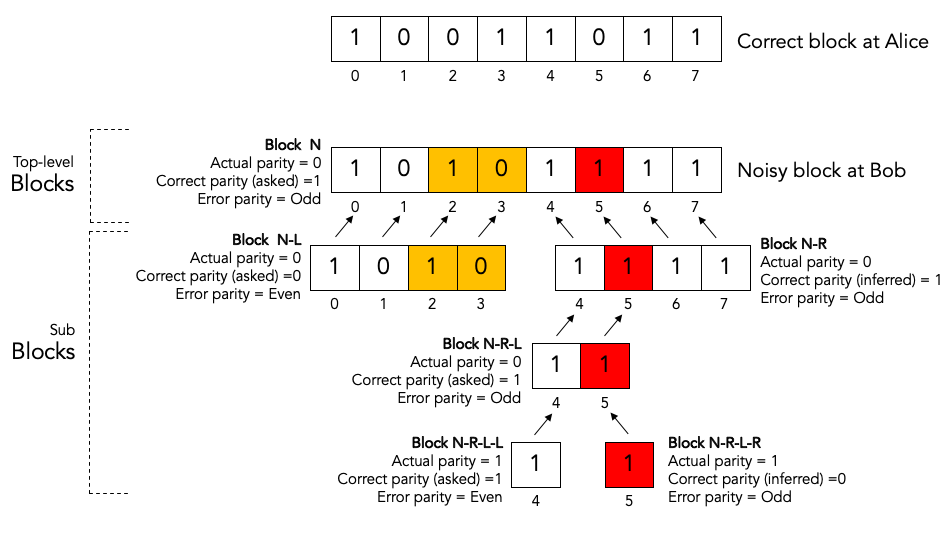 1 0 0 1 1 0 1 1
Correct block at Alice
0 1 2 3 4 5 6 7
Top-level
Blocks
Block N
Actual parity = 0
Correct parity (asked) =1
Error parity = Odd
1 0 1 0 1 1 1 1
Noisy block at Bob
0 1 2 3 4 5 6 7
Sub
Blocks
Block N-L
Actual parity = 0
Correct parity (asked) =0
Error parity = Even
1 0 1 0
0 1 2 3
1 1 1 1
4 5 6 7
Block N-R
Actual parity = 0
Correct parity (inferred) = 1
Error parity = Odd
Block N-R-L
Actual parity = 0
Correct parity (asked) = 1
Error parity = Odd
1 1
4 5
Block N-R-L-L
Actual parity = 1
Correct parity (asked) =1
Error parity = Even
1
4
1
5
Block N-R-L-R
Actual parity = 1
Correct parity (inferred) =0
Error parity = Odd